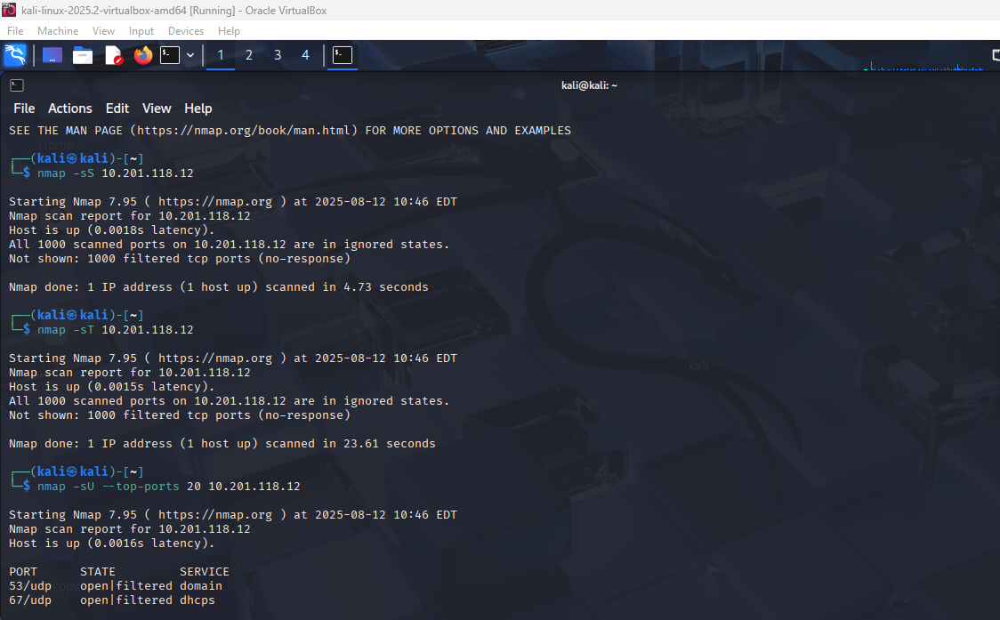 kali-linux-2025.2-virtualbox-amd64 [Running] - Oracle VirtualBox
File Machine View Input Devices Help
1 2 3 4
kali@kali: ~
File Actions Edit View Help
SEE THE MAN PAGE (https://nmap.org/book/man.html) FOR MORE OPTIONS AND EXAMPLES
Home
┌──(kali㉿kali)-[~]
└─$ nmap -sS 10.201.118.12
Starting Nmap 7.95 ( https://nmap.org ) at 2025-08-12 10:46 EDT
Nmap scan report for 10.201.118.12
Host is up (0.0018s latency).
All 1000 scanned ports on 10.201.118.12 are in ignored states.
Not shown: 1000 filtered tcp ports (no-response)
Nmap done: 1 IP address (1 host up) scanned in 4.73 seconds
┌──(kali㉿kali)-[~]
└─$ nmap -sT 10.201.118.12
Starting Nmap 7.95 ( https://nmap.org ) at 2025-08-12 10:46 EDT
kali
Nmap scan report for 10.201.118.12
Host is up (0.0015s latency).
All 1000 scanned ports on 10.201.118.12 are in ignored states.
Not shown: 1000 filtered tcp ports (no-response)
Nmap done: 1 IP address (1 host up) scanned in 23.61 seconds
┌──(kali㉿kali)-[~]
└─$ nmap -sU --top-ports 20 10.201.118.12
Starting Nmap 7.95 ( https://nmap.org ) at 2025-08-12 10:46 EDT
Nmap scan report for 10.201.118.12
Host is up (0.0016s latency).
PORT STATE SERVICE
53/udp open|filtered domain
67/udp open|filtered dhcps